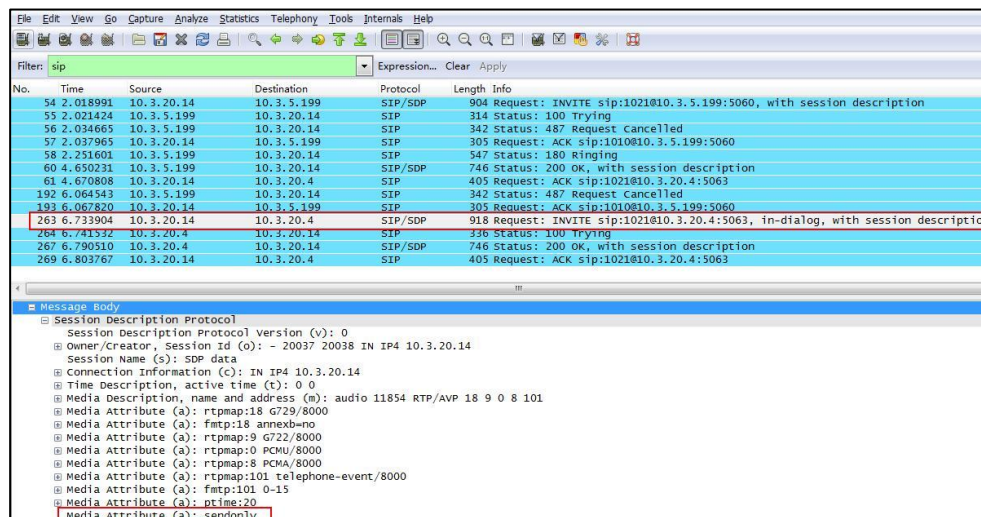 File Edit View Go Capture Analyze Statistics Telephony Tools Internals Help
Filter: sip Expression... Clear Apply
No. Time Source Destination Protocol Length Info
54 2.018991 10.3.20.14 10.3.5.199 SIP/SDP 904 Request: INVITE sip:1021@10.3.5.199:5060, with session description
55 2.021424 10.3.5.199 10.3.20.14 SIP 314 Status: 100 Trying
56 2.034665 10.3.5.199 10.3.20.14 SIP 342 Status: 487 Request Cancelled
57 2.037965 10.3.20.14 10.3.5.199 SIP 305 Request: ACK sip:1010@10.3.5.199:5060
58 2.251601 10.3.5.199 10.3.20.14 SIP 547 Status: 180 Ringing
60 4.650231 10.3.5.199 10.3.20.14 SIP/SDP 746 Status: 200 OK, with session description
61 4.670808 10.3.20.14 10.3.20.4 SIP 405 Request: ACK sip:1021@10.3.20.4:5063
192 6.064543 10.3.5.199 10.3.20.14 SIP 342 Status: 487 Request Cancelled
193 6.067820 10.3.20.14 10.3.5.199 SIP 305 Request: ACK sip:1010@10.3.5.199:5060
263 6.733904 10.3.20.14 10.3.20.4 SIP/SDP 918 Request: INVITE sip:1021@10.3.20.4:5063, in-dialog, with session descriptio
264 6.741532 10.3.20.4 10.3.20.14 SIP 336 Status: 100 Trying
267 6.790510 10.3.20.4 10.3.20.14 SIP/SDP 746 Status: 200 OK, with session description
269 6.803767 10.3.20.14 10.3.20.4 SIP 405 Request: ACK sip:1021@10.3.20.4:5063
Message Body
Session Description Protocol
Session Description Protocol Version (v): 0
Owner/Creator, Session Id (o): - 20037 20038 IN IP4 10.3.20.14
Session Name (s): SDP data
Connection Information (c): IN IP4 10.3.20.14
Time Description, active time (t): 0 0
Media Description, name and address (m): audio 11854 RTP/AVP 18 9 0 8 101
Media Attribute (a): rtpmap:18 G729/8000
Media Attribute (a): fmtp:18 annexb=no
Media Attribute (a): rtpmap:9 G722/8000
Media Attribute (a): rtpmap:0 PCMU/8000
Media Attribute (a): rtpmap:8 PCMA/8000
Media Attribute (a): rtpmap:101 telephone-event/8000
Media Attribute (a): fmtp:101 0-15
Media Attribute (a): ptime:20
Media Attribute (a): sendonly